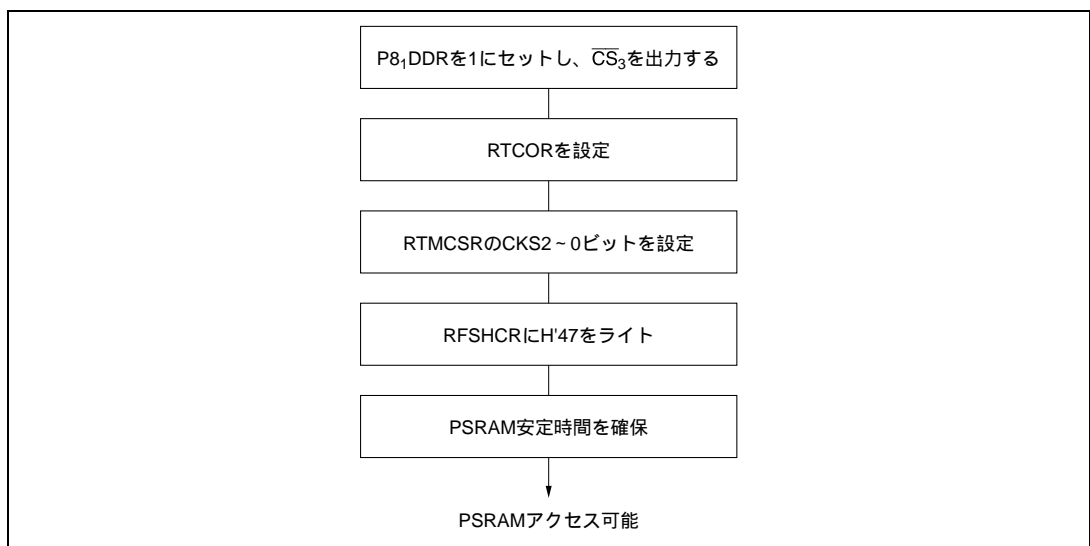 P8₁DDRを1にセットし、C̅S̅₃を出力する
RTCORを設定
RTMCSRのCKS2 ~ 0ビットを設定
RFSHCRにH'47をライト
PSRAM安定時間を確保
PSRAMアクセス可能